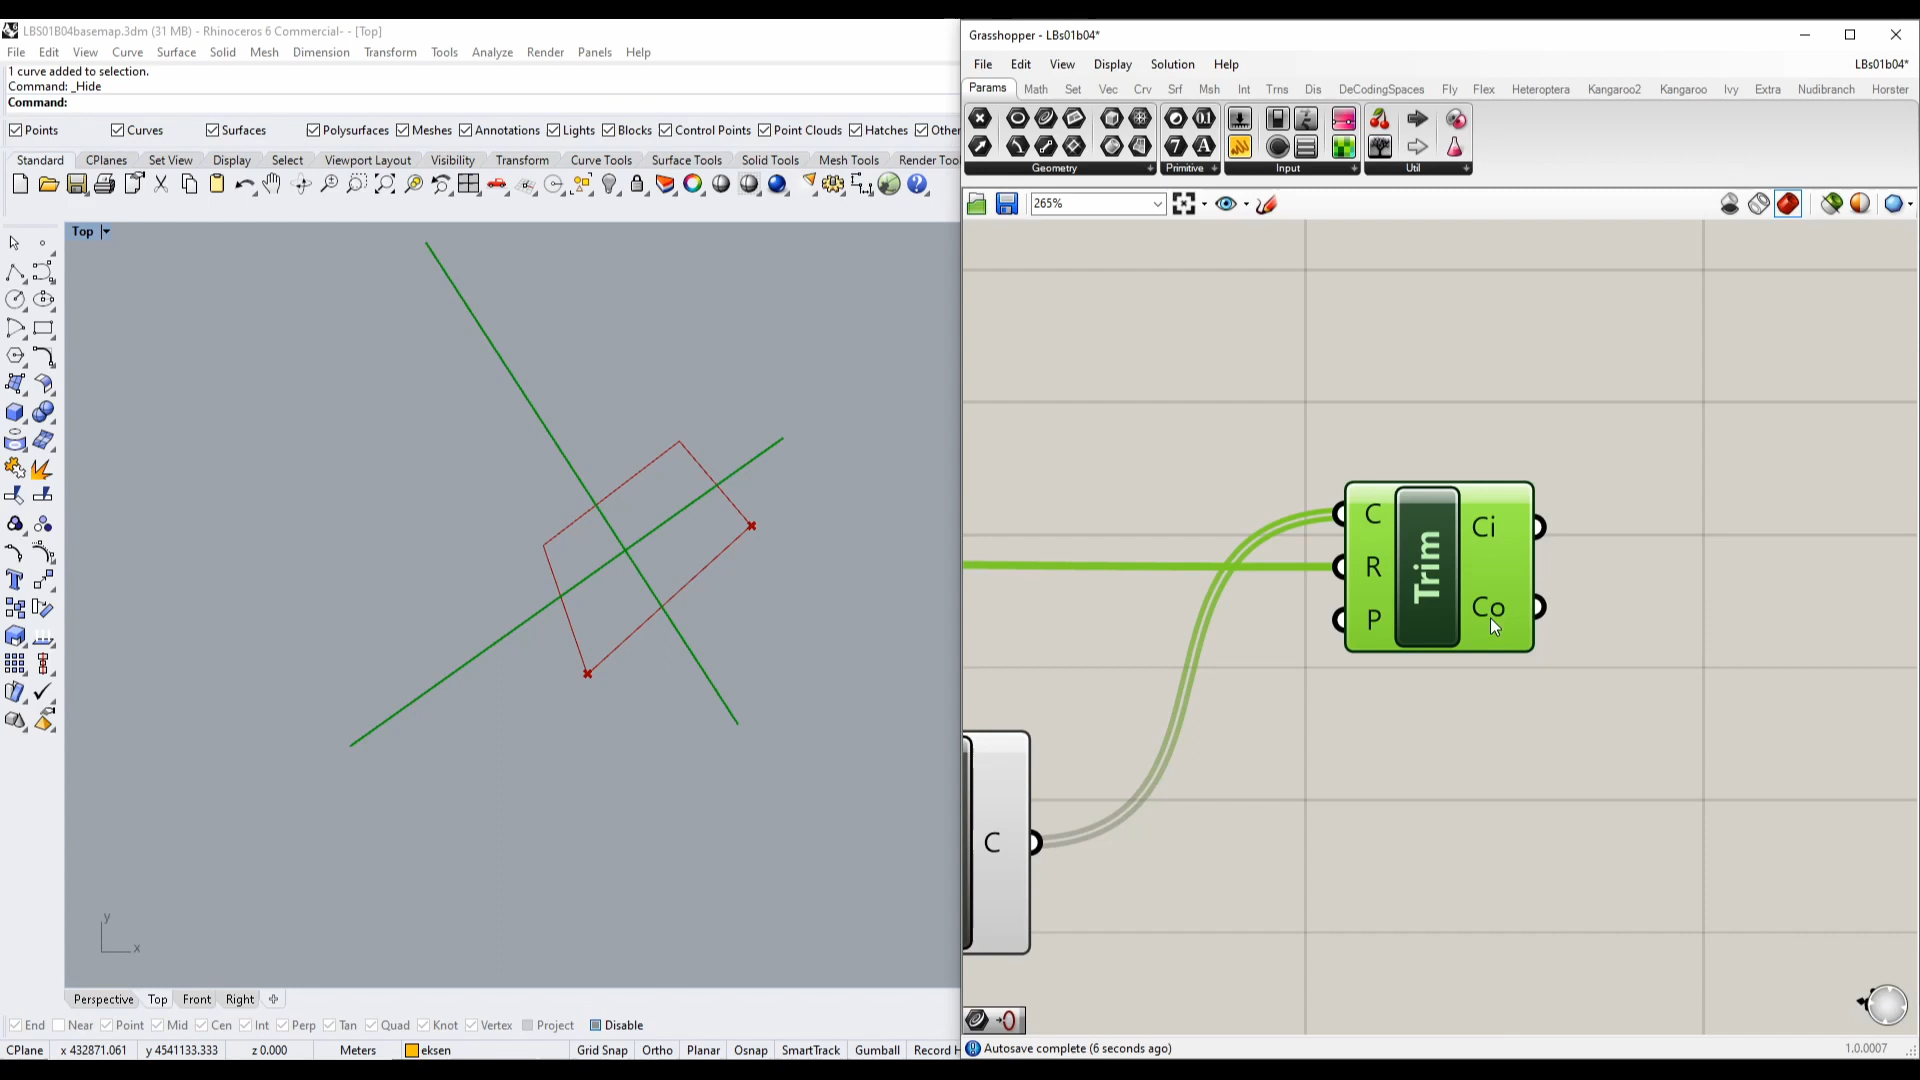 LBS01B04basemap.3dm (31 MB) - Rhinoceros 6 Commercial- - [Top]
File Edit View Curve Surface Solid Mesh Dimension Transform Tools Analyze Render Panels Help
1 curve added to selection.
Command: _Hide
Command:
Points Curves Surfaces Polysurfaces Meshes Annotations Lights Blocks Control Points Point Clouds Hatches Other
Standard CPlanes Set View Display Select Viewport Layout Visibility Transform Curve Tools Surface Tools Solid Tools Mesh Tools Render Too
Top
y
x
Perspective Top Front Right
End Near Point Mid Cen Int Perp Tan Quad Knot Vertex Project Disable
CPlane x 432871.061 y 4541133.333 z 0.000 Meters eksen Grid Snap Ortho Planar Osnap SmartTrack Gumball Record H
Grasshopper - LBs01b04*
File Edit View Display Solution Help LBs01b04*
Params Math Set Vec Crv Srf Msh Int Trns Dis DeCodingSpaces Fly Flex Heteroptera Kangaroo2 Kangaroo Ivy Extra Nudibranch Horster
Geometry Primitive Input Util
265%
C
R
P
Trim
Ci
Co
C
Autosave complete (6 seconds ago) 1.0.0007